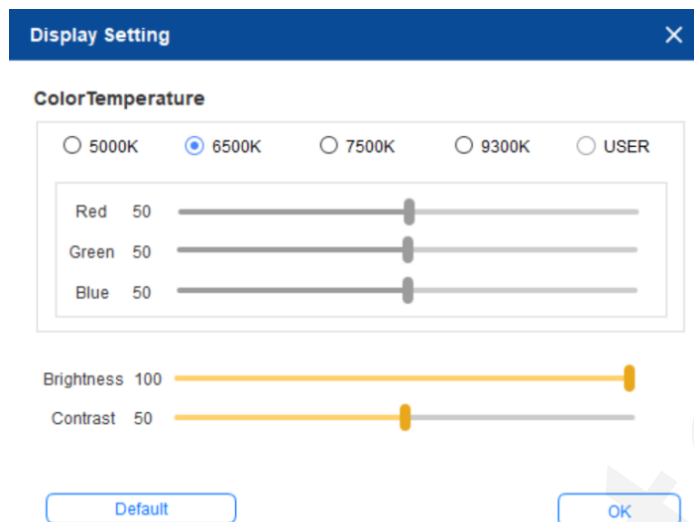 Display Setting
ColorTemperature
5000K 6500K 7500K 9300K USER
Red 50
Green 50
Blue 50
Brightness 100
Contrast 50
Default OK